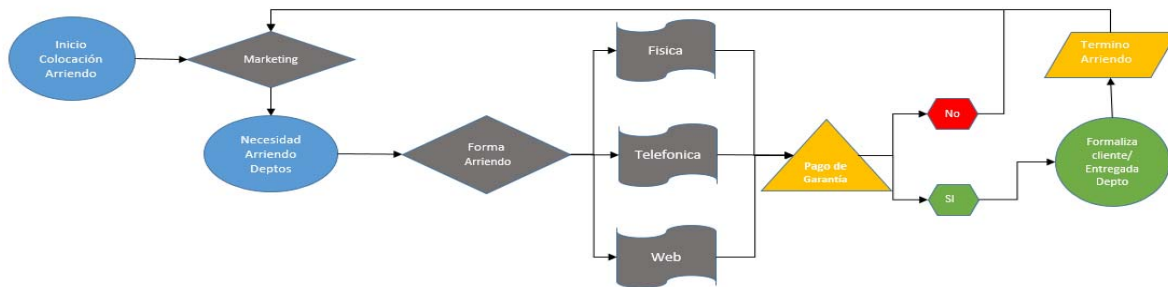 Inicio
Colocación
Arriendo
Marketing
Necesidad
Arriendo
Deptos
Forma
Arriendo
Fisica
Telefonica
Web
Pago de
Garantía
No
SI
Termino
Arriendo
Formaliza
cliente/
Entregada
Depto